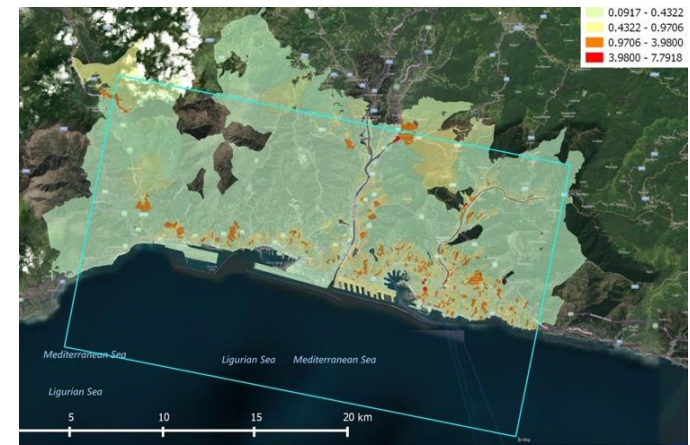 0.0917 - 0.4322
0.4322 - 0.9706
0.9706 - 3.9800
3.9800 - 7.7918
Mediterranean Sea
Ligurian Sea
Mediterranean Sea
Ligurian Sea
5
10
15
20 km